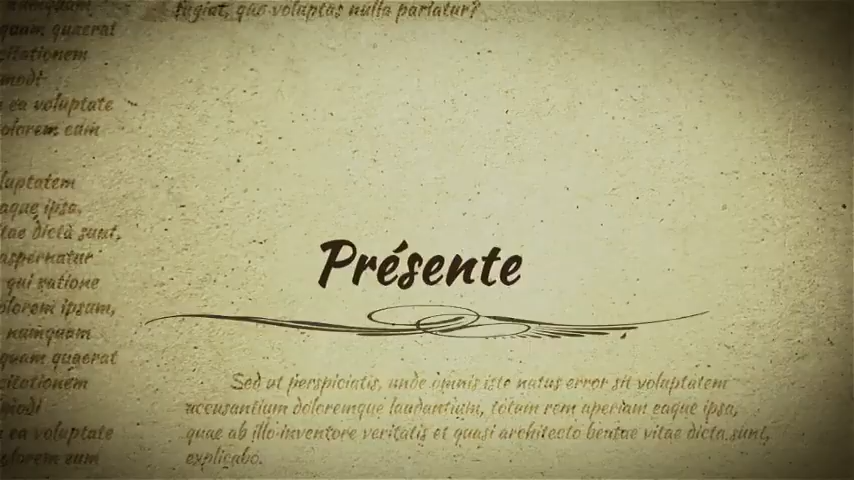 fugiat, quo voluptas nulla pariatur?
quam quaerat
citationem
modi
ea voluptate
dolorem eum
luptatem
eaque ipsa,
tae dicta sunt,
aspernatur
qui ratione
dolorem ipsum,
numquam
quam quaerat
citationem
modi
ea voluptate
dolorem eum
Présente
Sed ut perspiciatis, unde omnis iste natus error sit voluptatem
accusantium doloremque laudantium, totam rem aperiam eaque ipsa,
quae ab illo inventore veritatis et quasi architecto beatae vitae dicta sunt,
explicabo.